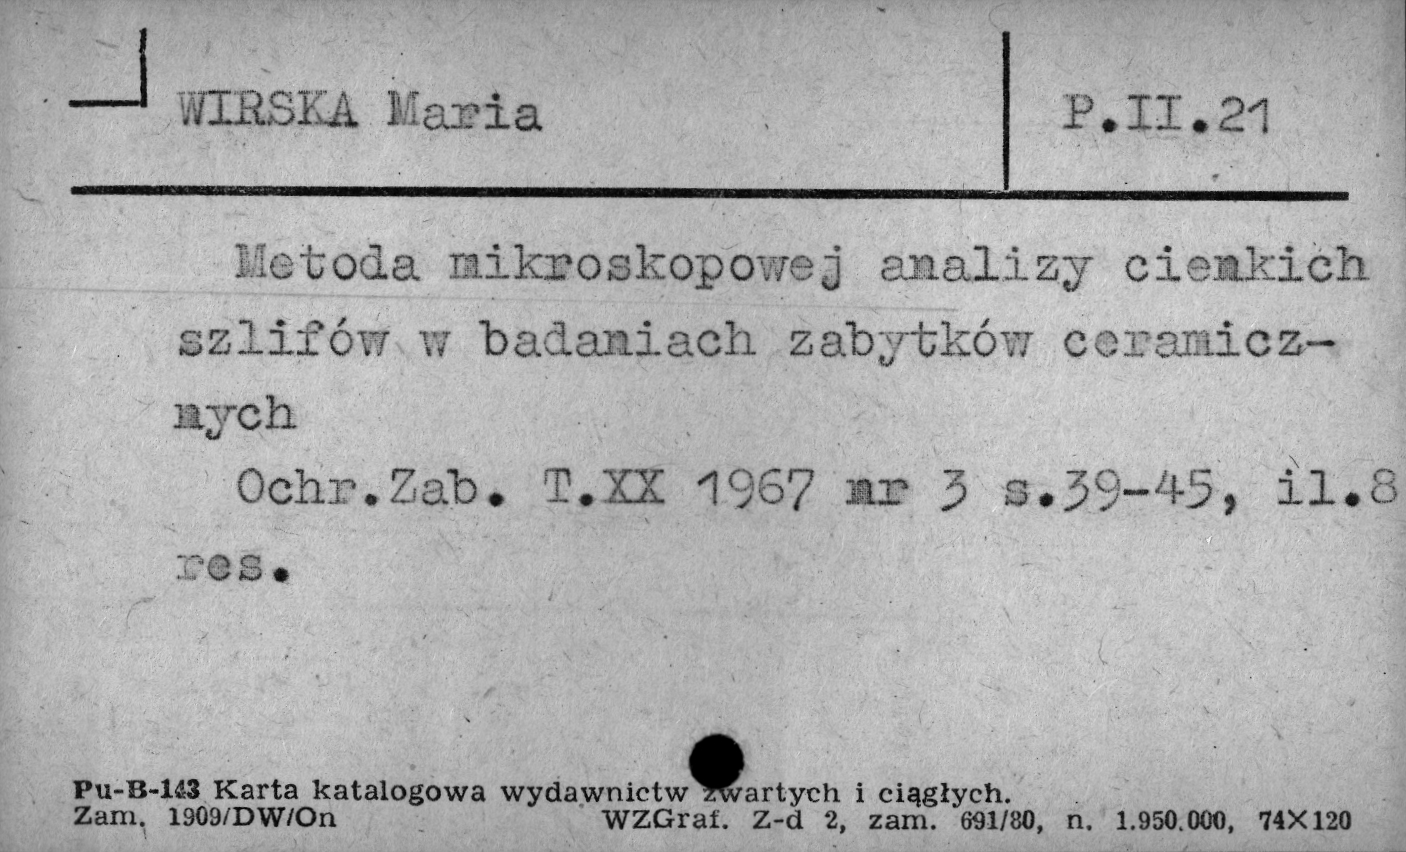 WIRSKA Maria P.II.21
Metoda mikroskopowej analizy cienkich
szlifów w badaniach zabytków ceramicz-
nych
Ochr.Zab. T.XX 1967 nr 3 s.39-45, il.8
res.
Pu-B-143 Karta katalogowa wydawnictw zwartych i ciągłych.
Zam. 1909/DW/On WZGraf. Z-d 2, zam. 691/80, n. 1.950.000, 74X120